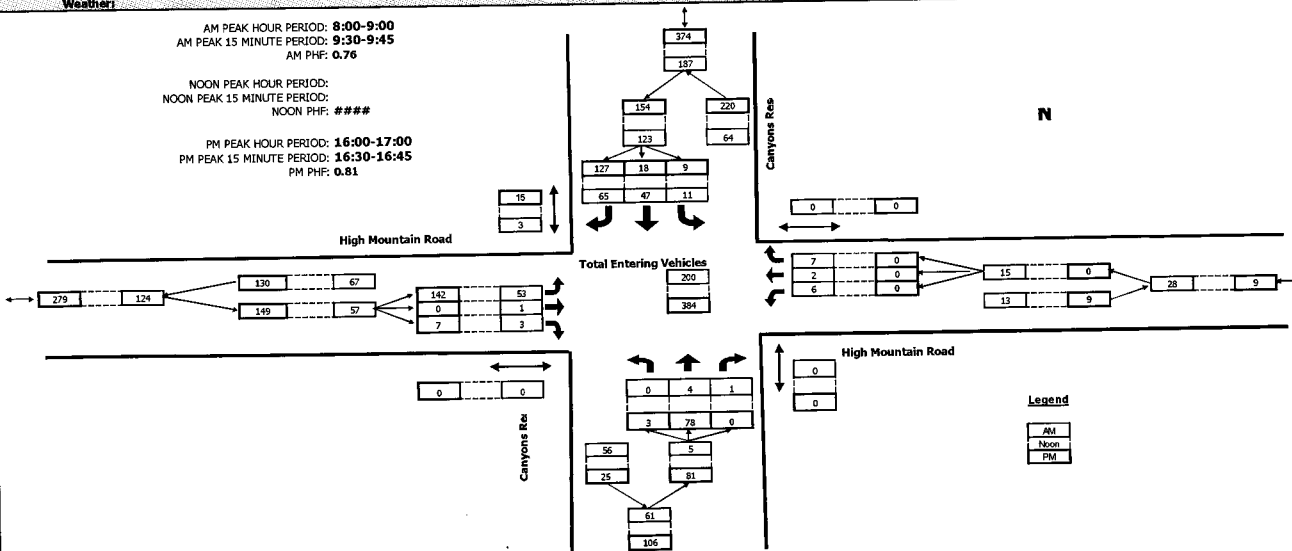 Weather:
AM PEAK HOUR PERIOD: 8:00-9:00
AM PEAK 15 MINUTE PERIOD: 9:30-9:45
AM PHF: 0.76
NOON PEAK HOUR PERIOD:
NOON PEAK 15 MINUTE PERIOD:
NOON PHF: ####
PM PEAK HOUR PERIOD: 16:00-17:00
PM PEAK 15 MINUTE PERIOD: 16:30-16:45
PM PHF: 0.81
374
187
154 220
123 64
127 18 9
65 47 11
Canyons Res
N
15
3
0 0
High Mountain Road
Total Entering Vehicles
200
384
279 124
130 67
149 57
142 53
0 1
7 3
7 0
2 0
6 0
15 0
13 9
28 9
High Mountain Road
0
0
0 0
Canyons Re
0 4 1
3 78 0
56 5
25 81
61
106
Legend
AM
Noon
PM